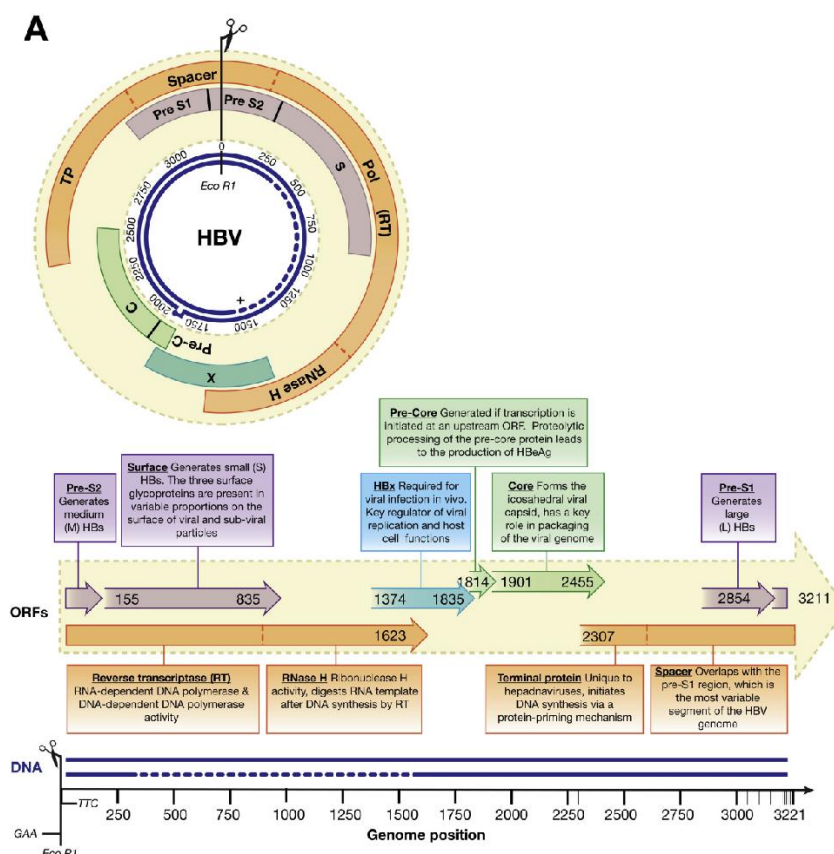 A
Spacer
Pre S1
Pre S2
TP
S
Pol
(RT)
0
250
500
750
1000
1250
1500
1750
2000
2250
2500
2750
3000
Eco R1
HBV
+
C
Pre-C
X
RNase H
Pre-Core Generated if transcription is
initiated at an upstream ORF. Proteolytic
processing of the pre-core protein leads
to the production of HBeAg
Pre-S2
Generates
medium
(M) HBs
Surface Generates small (S)
HBs. The three surface
glycoproteins are present in
variable proportions on the
surface of viral and sub-viral
particles
HBx Required for
viral infection in vivo.
Key regulator of viral
replication and host
cell functions
Core Forms the
icosahedral viral
capsid, has a key
role in packaging
of the viral genome
Pre-S1
Generates
large
(L) HBs
ORFs
155 835 1374 1835 1814 1901 2455 2854 3211
1623 2307
Reverse transcriptase (RT)
RNA-dependent DNA polymerase &
DNA-dependent DNA polymerase
activity
RNase H Ribonuclease H
activity, digests RNA template
after DNA synthesis by RT
Terminal protein Unique to
hepadnaviruses, initiates
DNA synthesis via a
protein-priming mechanism
Spacer Overlaps with the
pre-S1 region, which is
the most variable
segment of the HBV
genome
DNA
TTC
GAA
Eco R1
250 500 750 1000 1250 1500 1750 2000 2250 2500 2750 3000 3221
Genome position